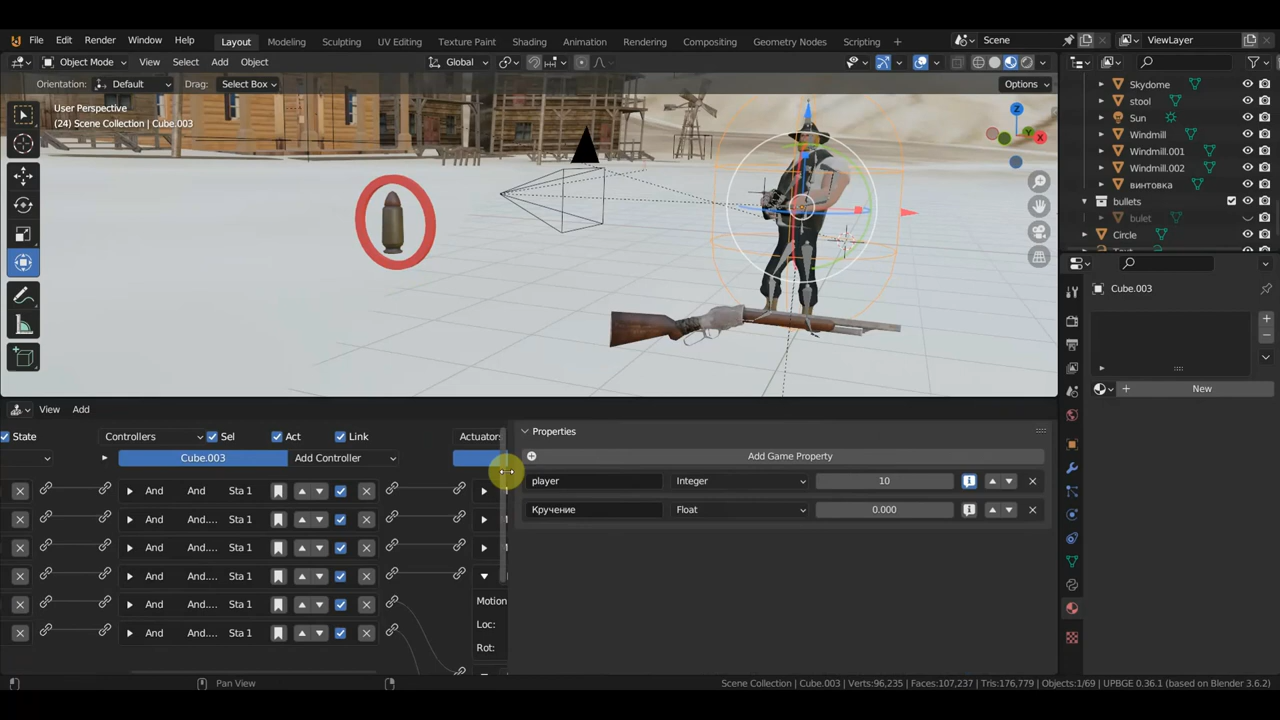 File Edit Render Window Help Layout Modeling Sculpting UV Editing Texture Paint Shading Animation Rendering Compositing Geometry Nodes Scripting + Scene ViewLayer
Object Mode View Select Add Object Global
Orientation: Default Drag: Select Box Options
User Perspective
(24) Scene Collection | Cube.003
Z
Y
X
Skydome
stool
Sun
Windmill
Windmill.001
Windmill.002
винтовка
bullets
bulet
Circle
Cube.003
New
View Add
State Controllers Sel Act Link Actuators
Cube.003 Add Controller
And And Sta 1
And And.... Sta 1
And And.... Sta 1
And And.... Sta 1
And And.... Sta 1
And And.... Sta 1
Motion
Loc:
Rot:
Properties
Add Game Property
player Integer 10
Кручение Float 0.000
Pan View
Scene Collection | Cube.003 | Verts:96,235 | Faces:107,237 | Tris:176,779 | Objects:1/69 | UPBGE 0.36.1 (based on Blender 3.6.2)